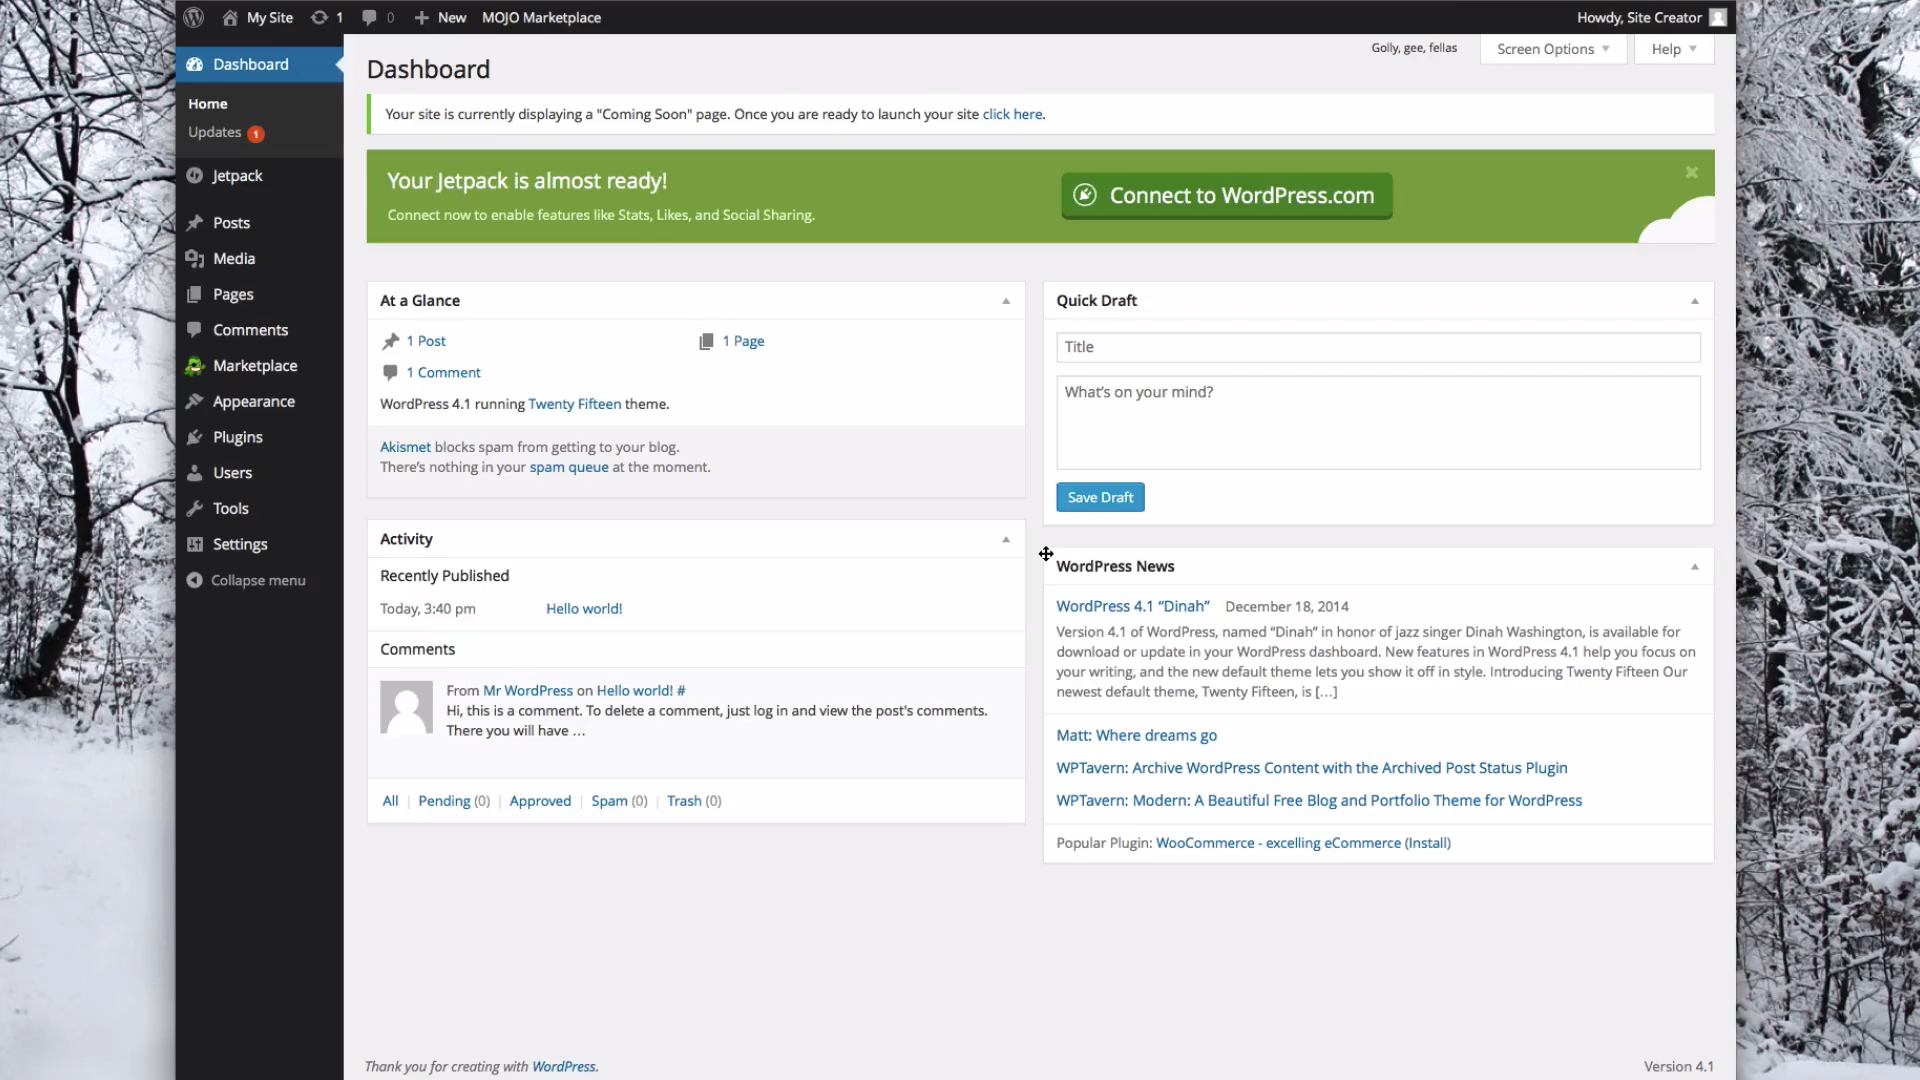 My Site 1 0 New MOJO Marketplace Howdy, Site Creator
Golly, gee, fellas Screen Options Help
Dashboard
Home
Updates 1
Jetpack
Posts
Media
Pages
Comments
Marketplace
Appearance
Plugins
Users
Tools
Settings
Collapse menu
Dashboard
Your site is currently displaying a "Coming Soon" page. Once you are ready to launch your site click here.
Your Jetpack is almost ready!
Connect now to enable features like Stats, Likes, and Social Sharing.
Connect to WordPress.com
At a Glance
1 Post 1 Page
1 Comment
WordPress 4.1 running Twenty Fifteen theme.
Akismet blocks spam from getting to your blog.
There's nothing in your spam queue at the moment.
Activity
Recently Published
Today, 3:40 pm Hello world!
Comments
From Mr WordPress on Hello world! #
Hi, this is a comment. To delete a comment, just log in and view the post's comments.
There you will have …
All | Pending (0) | Approved | Spam (0) | Trash (0)
Quick Draft
Title
What's on your mind?
Save Draft
WordPress News
WordPress 4.1 “Dinah” December 18, 2014
Version 4.1 of WordPress, named “Dinah” in honor of jazz singer Dinah Washington, is available for
download or update in your WordPress dashboard. New features in WordPress 4.1 help you focus on
your writing, and the new default theme lets you show it off in style. Introducing Twenty Fifteen Our
newest default theme, Twenty Fifteen, is […]
Matt: Where dreams go
WPTavern: Archive WordPress Content with the Archived Post Status Plugin
WPTavern: Modern: A Beautiful Free Blog and Portfolio Theme for WordPress
Popular Plugin: WooCommerce - excelling eCommerce (Install)
Thank you for creating with WordPress. Version 4.1